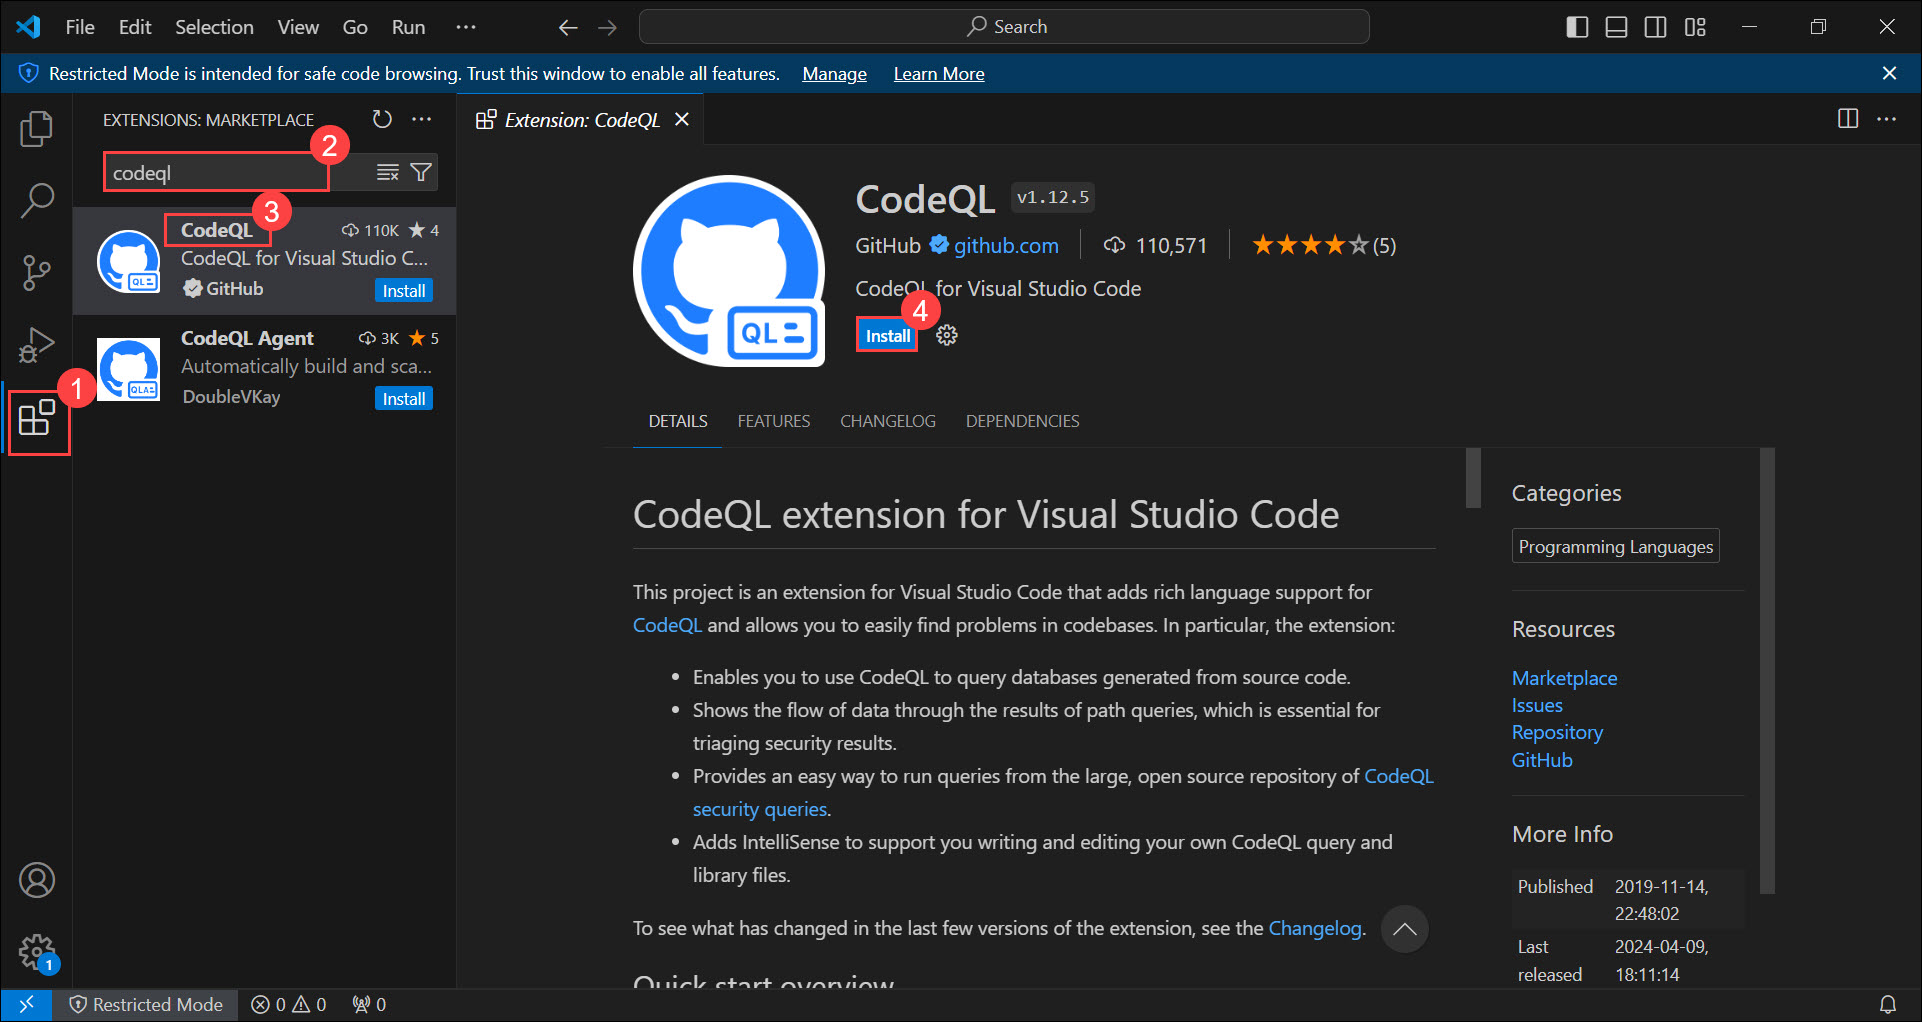 File Edit Selection View Go Run ··· Search
Restricted Mode is intended for safe code browsing. Trust this window to enable all features. Manage Learn More
EXTENSIONS: MARKETPLACE
2
codeql
3
CodeQL 110K ★ 4
CodeQL for Visual Studio C...
GitHub Install
QL
CodeQL Agent 3K ★ 5
Automatically build and sca...
DoubleVKay Install
QLA
1
Extension: CodeQL
CodeQL v1.12.5
GitHub github.com 110,571 ★★★★☆(5)
CodeQL for Visual Studio Code
4
Install
QL
DETAILS FEATURES CHANGELOG DEPENDENCIES
CodeQL extension for Visual Studio Code
This project is an extension for Visual Studio Code that adds rich language support for
CodeQL and allows you to easily find problems in codebases. In particular, the extension:
• Enables you to use CodeQL to query databases generated from source code.
• Shows the flow of data through the results of path queries, which is essential for
triaging security results.
• Provides an easy way to run queries from the large, open source repository of CodeQL
security queries.
• Adds IntelliSense to support you writing and editing your own CodeQL query and
library files.
To see what has changed in the last few versions of the extension, see the Changelog.
Quick start overview
Categories
Programming Languages
Resources
Marketplace
Issues
Repository
GitHub
More Info
Published 2019-11-14,
22:48:02
Last 2024-04-09,
released 18:11:14
1
Restricted Mode 0 0 0